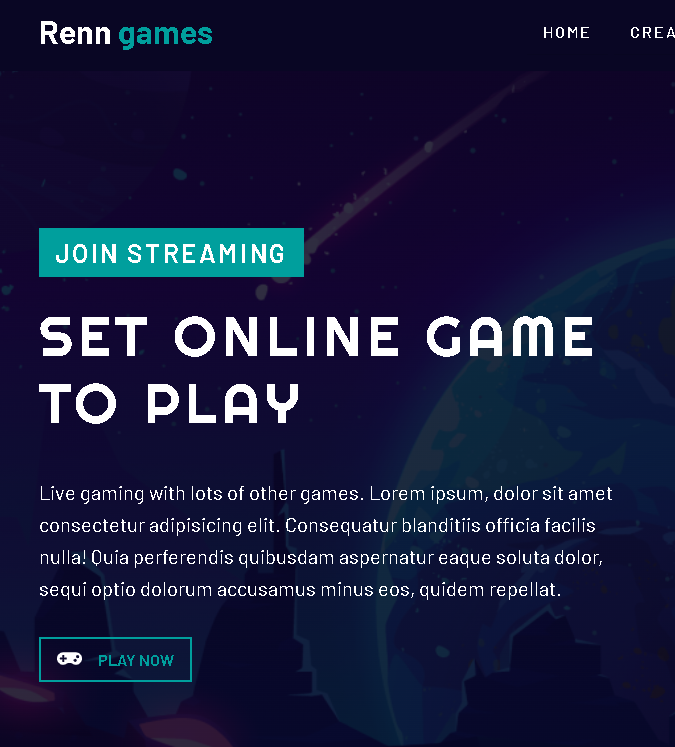 Renn games
HOME
JOIN STREAMING
SET ONLINE GAME
TO PLAY
Live gaming with lots of other games. Lorem ipsum, dolor sit amet
consectetur adipisicing elit. Consequatur blanditiis officia facilis
nulla! Quia perferendis quibusdam aspernatur eaque soluta dolor,
sequi optio dolorum accusamus minus eos, quidem repellat.
PLAY NOW